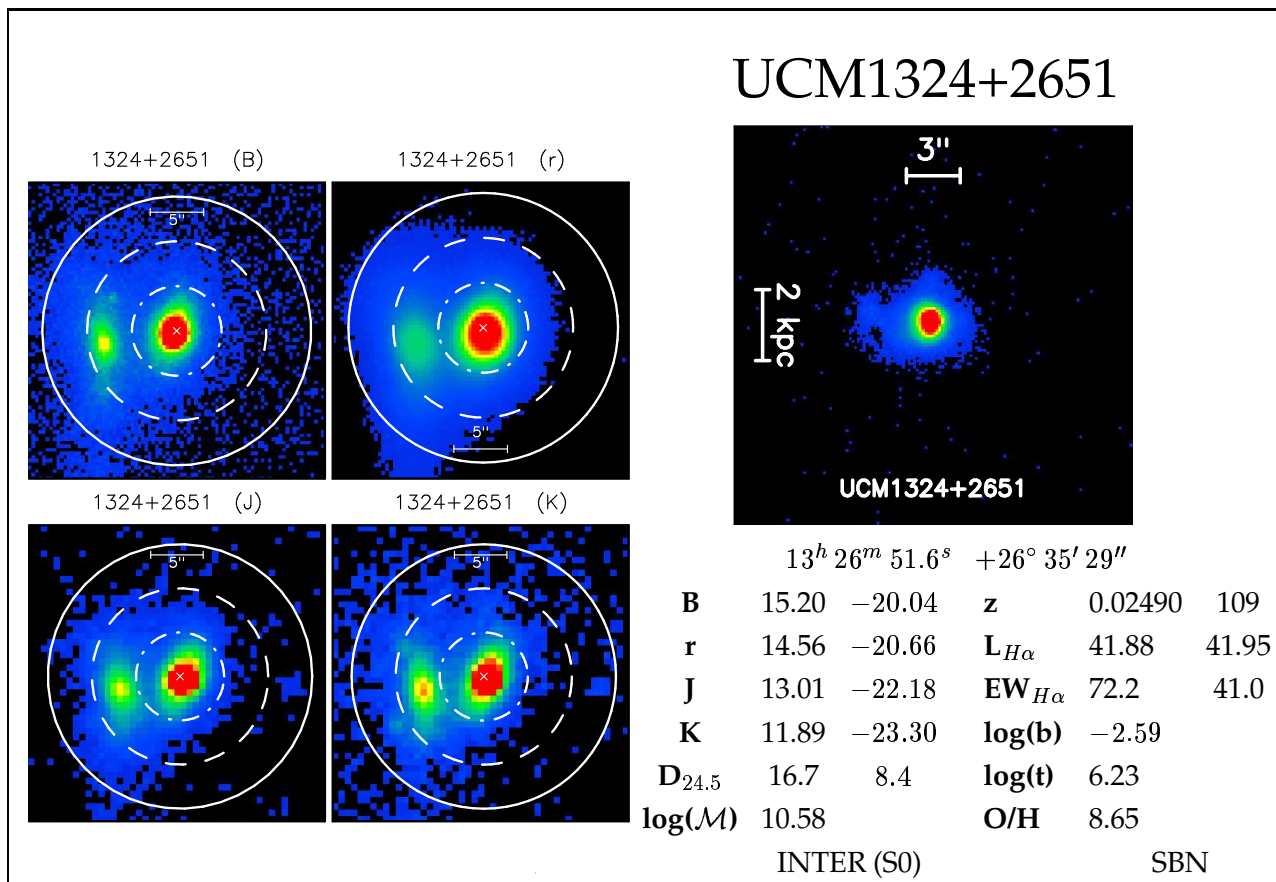 UCM1324+2651
1324+2651 (B)
5"
1324+2651 (r)
5"
1324+2651 (J)
5"
1324+2651 (K)
5"
3"
2 kpc
UCM1324+2651
13h 26m 51.6s +26° 35′ 29″
B 15.20 −20.04 z 0.02490 109
r 14.56 −20.66 LHα 41.88 41.95
J 13.01 −22.18 EWHα 72.2 41.0
K 11.89 −23.30 log(b) −2.59
D24.5 16.7 8.4 log(t) 6.23
log(ℳ) 10.58 O/H 8.65
INTER (S0) SBN